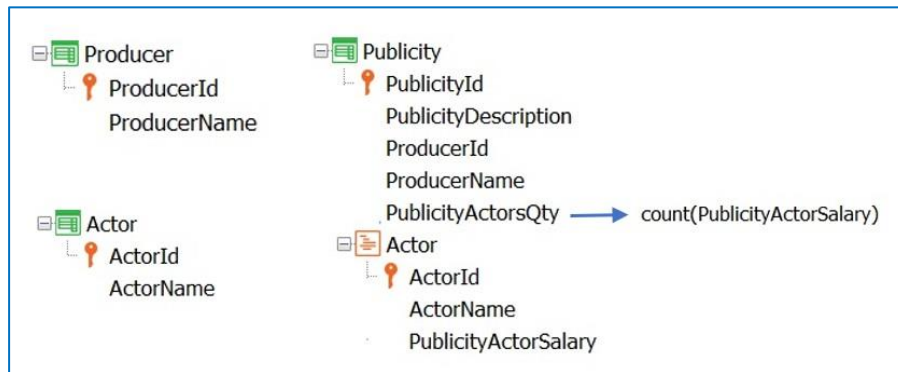 Producer
ProducerId
ProducerName
Actor
ActorId
ActorName
Publicity
PublicityId
PublicityDescription
ProducerId
ProducerName
PublicityActorsQty count(PublicityActorSalary)
Actor
ActorId
ActorName
PublicityActorSalary